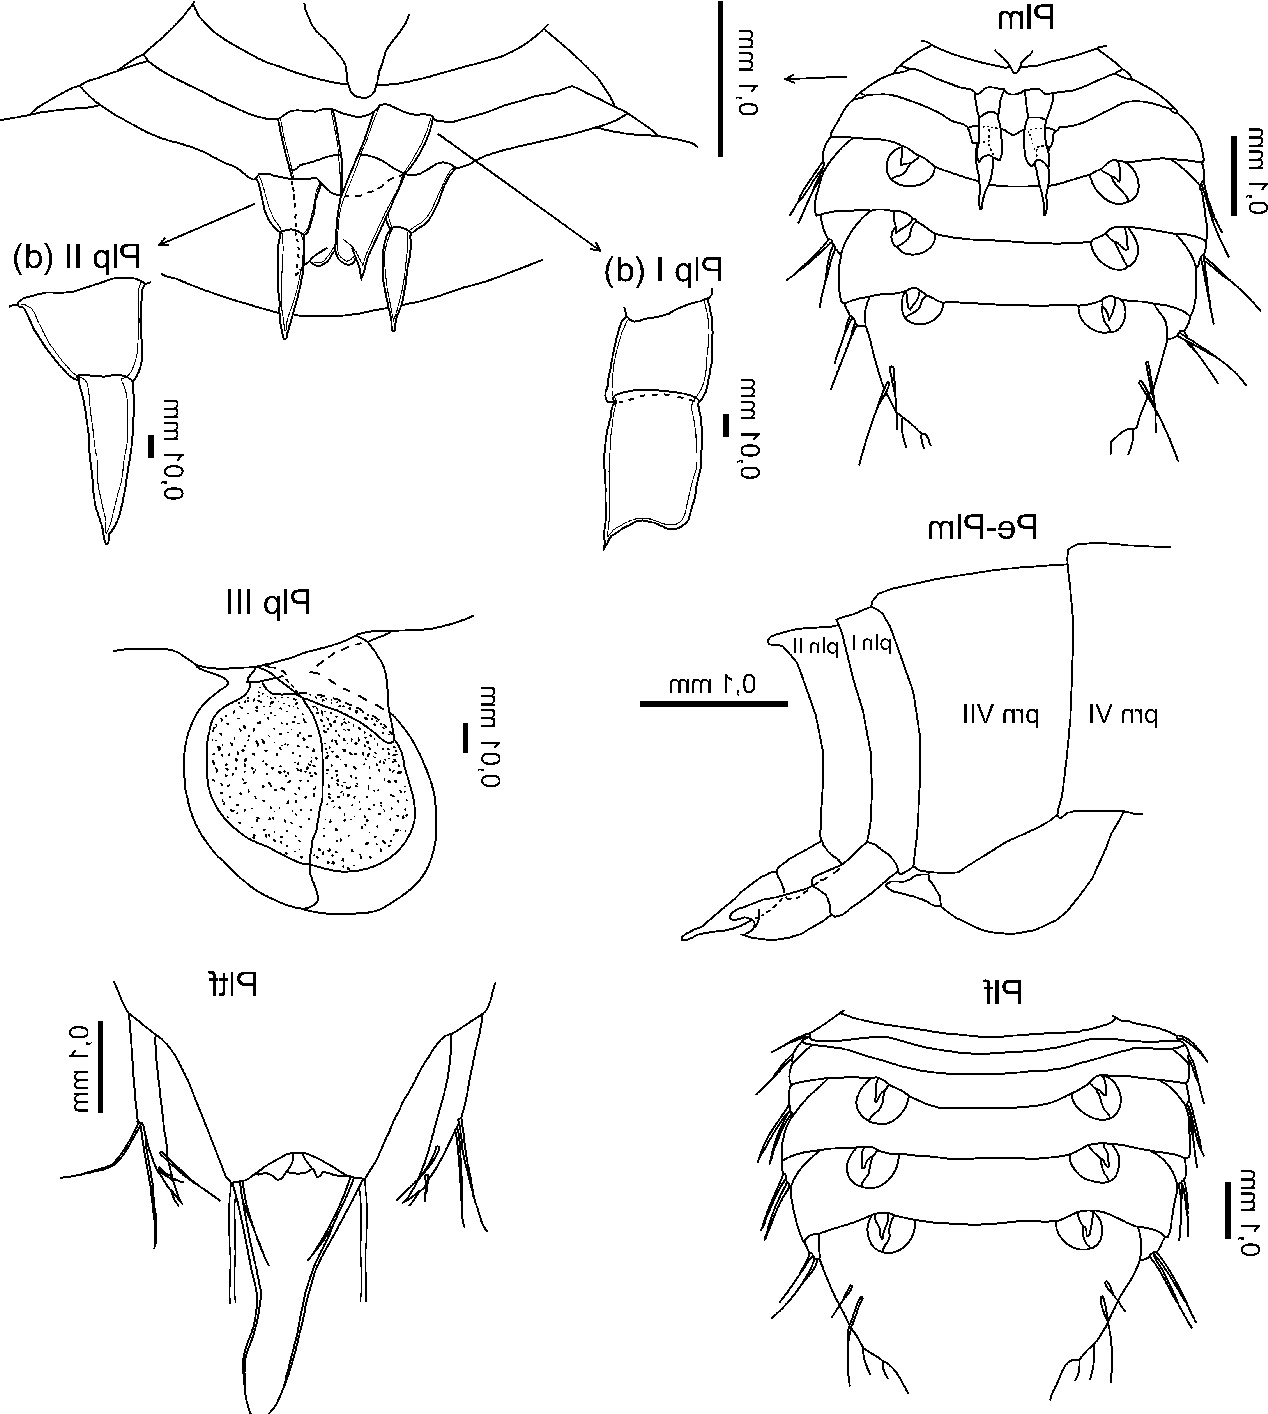 Plm
0,1 mm
0,1 mm
Plp II (d)
Plp I (d)
0,01 mm
0,01 mm
Pe-Plm
Plp III
pln II
pln I
0,1 mm
prn VII
prn VI
0,01 mm
Pltf
Plf
0,1 mm
0,1 mm